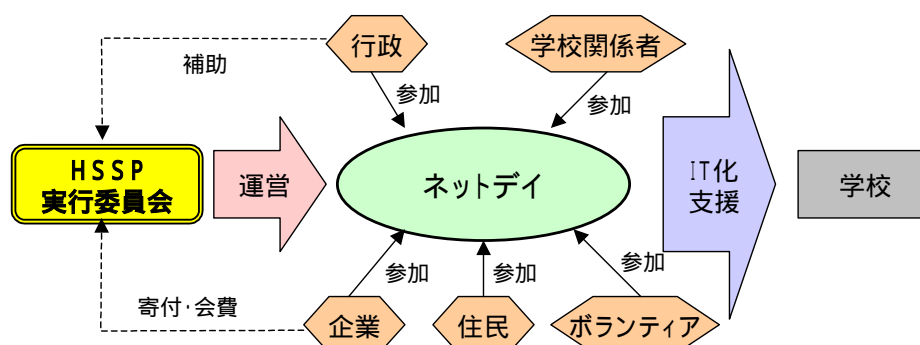 行政
学校関係者
補助
参加
参加
HSSP
実行委員会
運営
ネットデイ
IT化
支援
学校
参加
参加
参加
寄付・会費
企業
住民
ボランティア